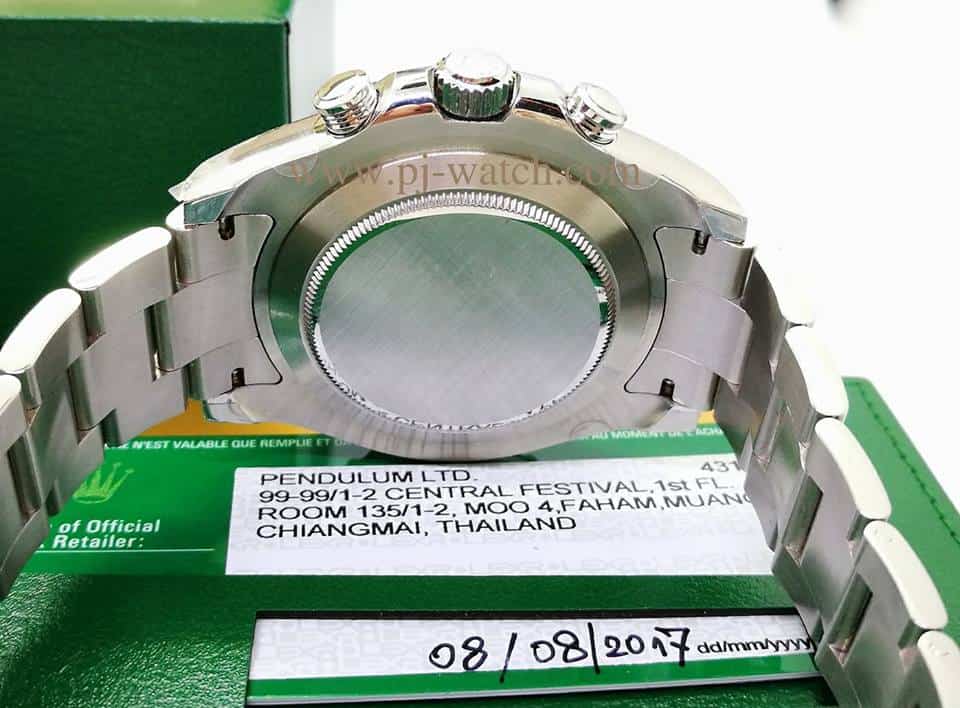 www.pj-watch.com
N'EST VALABLE QUE REMPLIE ET
AU MOMENT DE L'ACHA
PENDULUM LTD. 431
99-99/1-2 CENTRAL FESTIVAL,1st FL.
ROOM 135/1-2, MOO 4,FAHAM,MUANG
CHIANGMAI, THAILAND
of Official
Retailer:
08/08/2017 dd/mm/yyyy